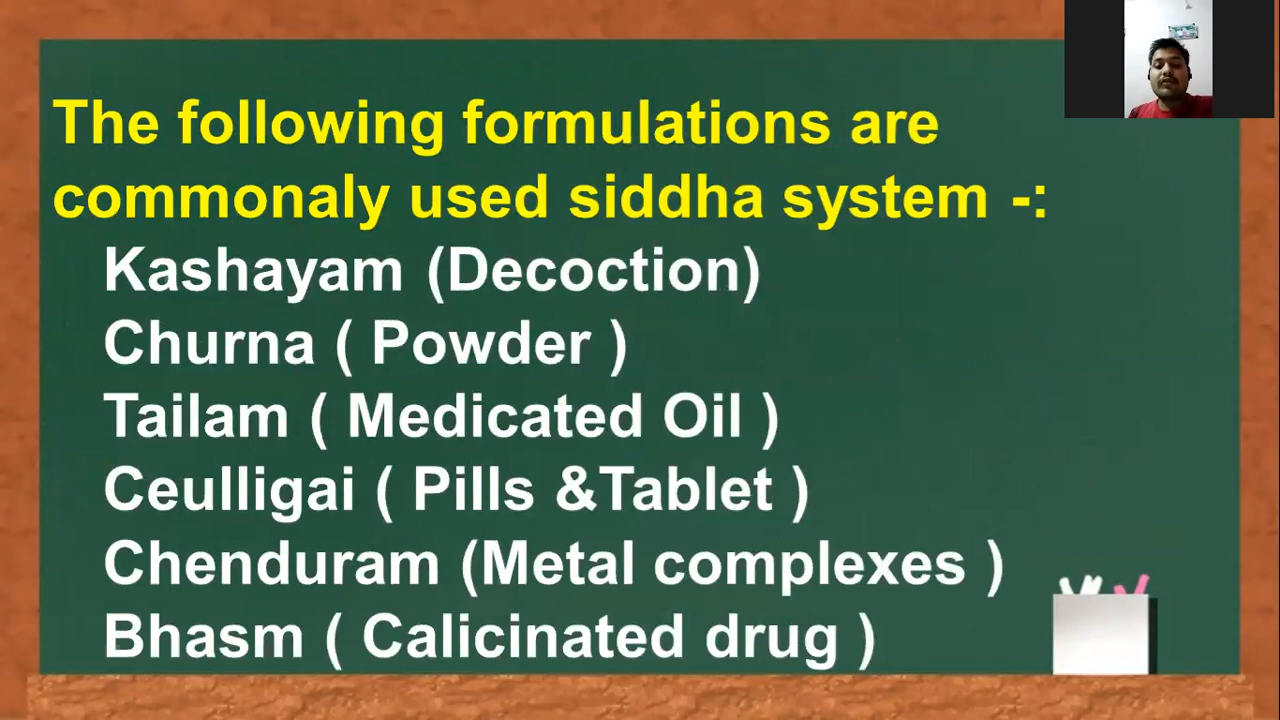 The following formulations are
commonaly used siddha system -:
Kashayam (Decoction)
Churna ( Powder )
Tailam ( Medicated Oil )
Ceulligai ( Pills &Tablet )
Chenduram (Metal complexes )
Bhasm ( Calicinated drug )